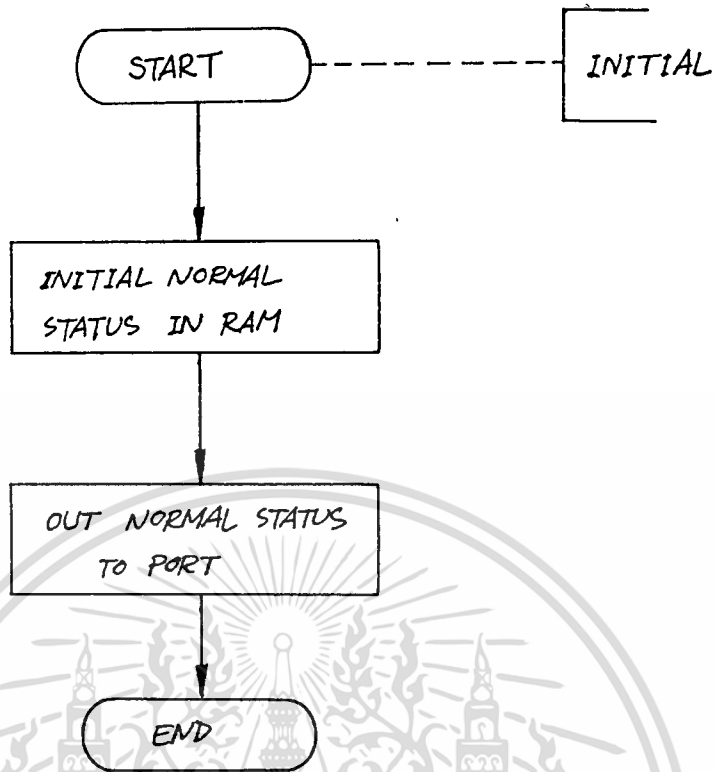 START
INITIAL
INITIAL NORMAL
STATUS IN RAM
OUT NORMAL STATUS
TO PORT
END